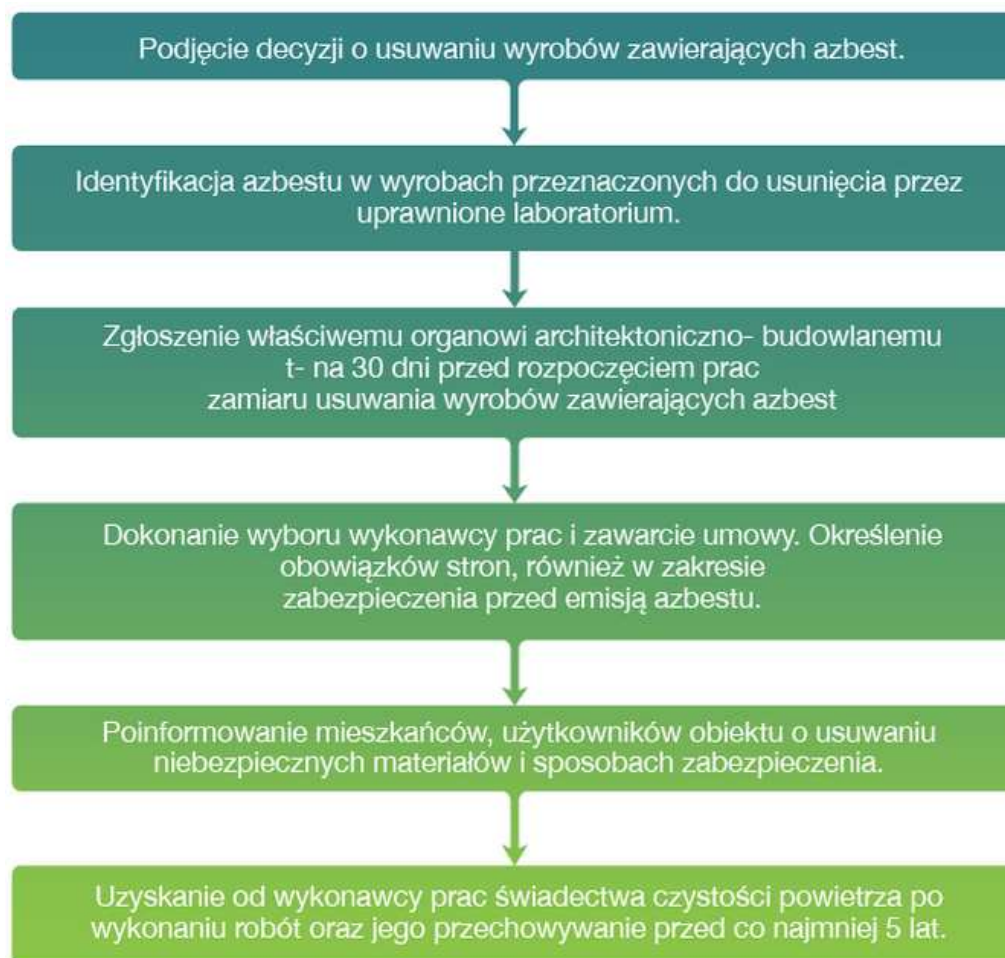 Podjęcie decyzji o usuwaniu wyrobów zawierających azbest.
Identyfikacja azbestu w wyrobach przeznaczonych do usunięcia przez
uprawnione laboratorium.
Zgłoszenie właściwemu organowi architektoniczno- budowlanemu
t- na 30 dni przed rozpoczęciem prac
zamiaru usuwania wyrobów zawierających azbest
Dokonanie wyboru wykonawcy prac i zawarcie umowy. Określenie
obowiązków stron, również w zakresie
zabezpieczenia przed emisją azbestu.
Poinformowanie mieszkańców, użytkowników obiektu o usuwaniu
niebezpiecznych materiałów i sposobach zabezpieczenia.
Uzyskanie od wykonawcy prac świadectwa czystości powietrza po
wykonaniu robót oraz jego przechowywanie przed co najmniej 5 lat.